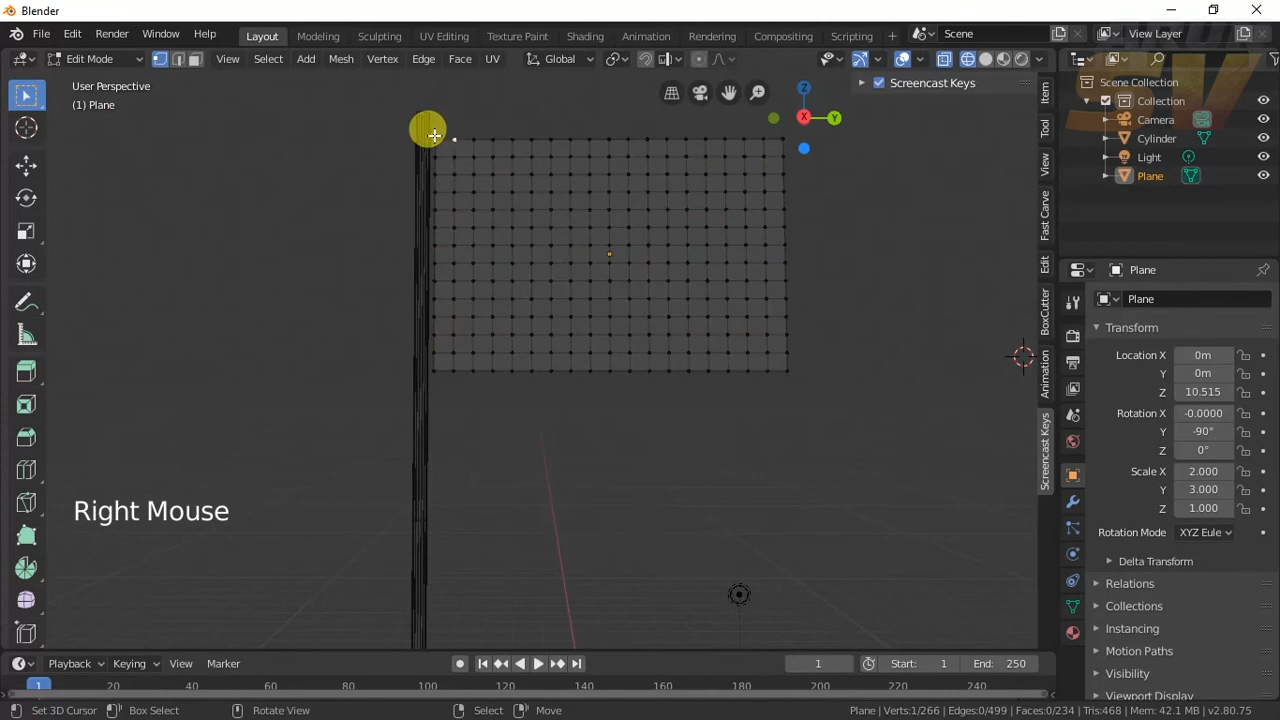 Blender
File Edit Render Window Help
Layout Modeling Sculpting UV Editing Texture Paint Shading Animation Rendering Compositing Scripting +
Scene
View Layer
Edit Mode
View Select Add Mesh Vertex Edge Face UV
Global
User Perspective
(1) Plane
Screencast Keys
Z
X
Y
Item
Tool
View
Fast Carve
Edit
BoxCutter
Animation
Screencast Keys
Right Mouse
Scene Collection
Collection
Camera
Cylinder
Light
Plane
Plane
Plane
Transform
Location X 0m
Y 0m
Z 10.515
Rotation X -0.0000
Y -90°
Z 0°
Scale X 2.000
Y 3.000
Z 1.000
Rotation Mode XYZ Eule
Delta Transform
Relations
Collections
Instancing
Motion Paths
Visibility
Viewport Display
Playback Keying View Marker
1
Start: 1
End: 250
1 20 40 60 80 100 120 140 160 180 200 220 240
Set 3D Cursor Box Select Rotate View Select Move
Plane | Verts:1/266 | Edges:0/499 | Faces:0/234 | Tris:468 | Mem: 42.1 MB | v2.80.75